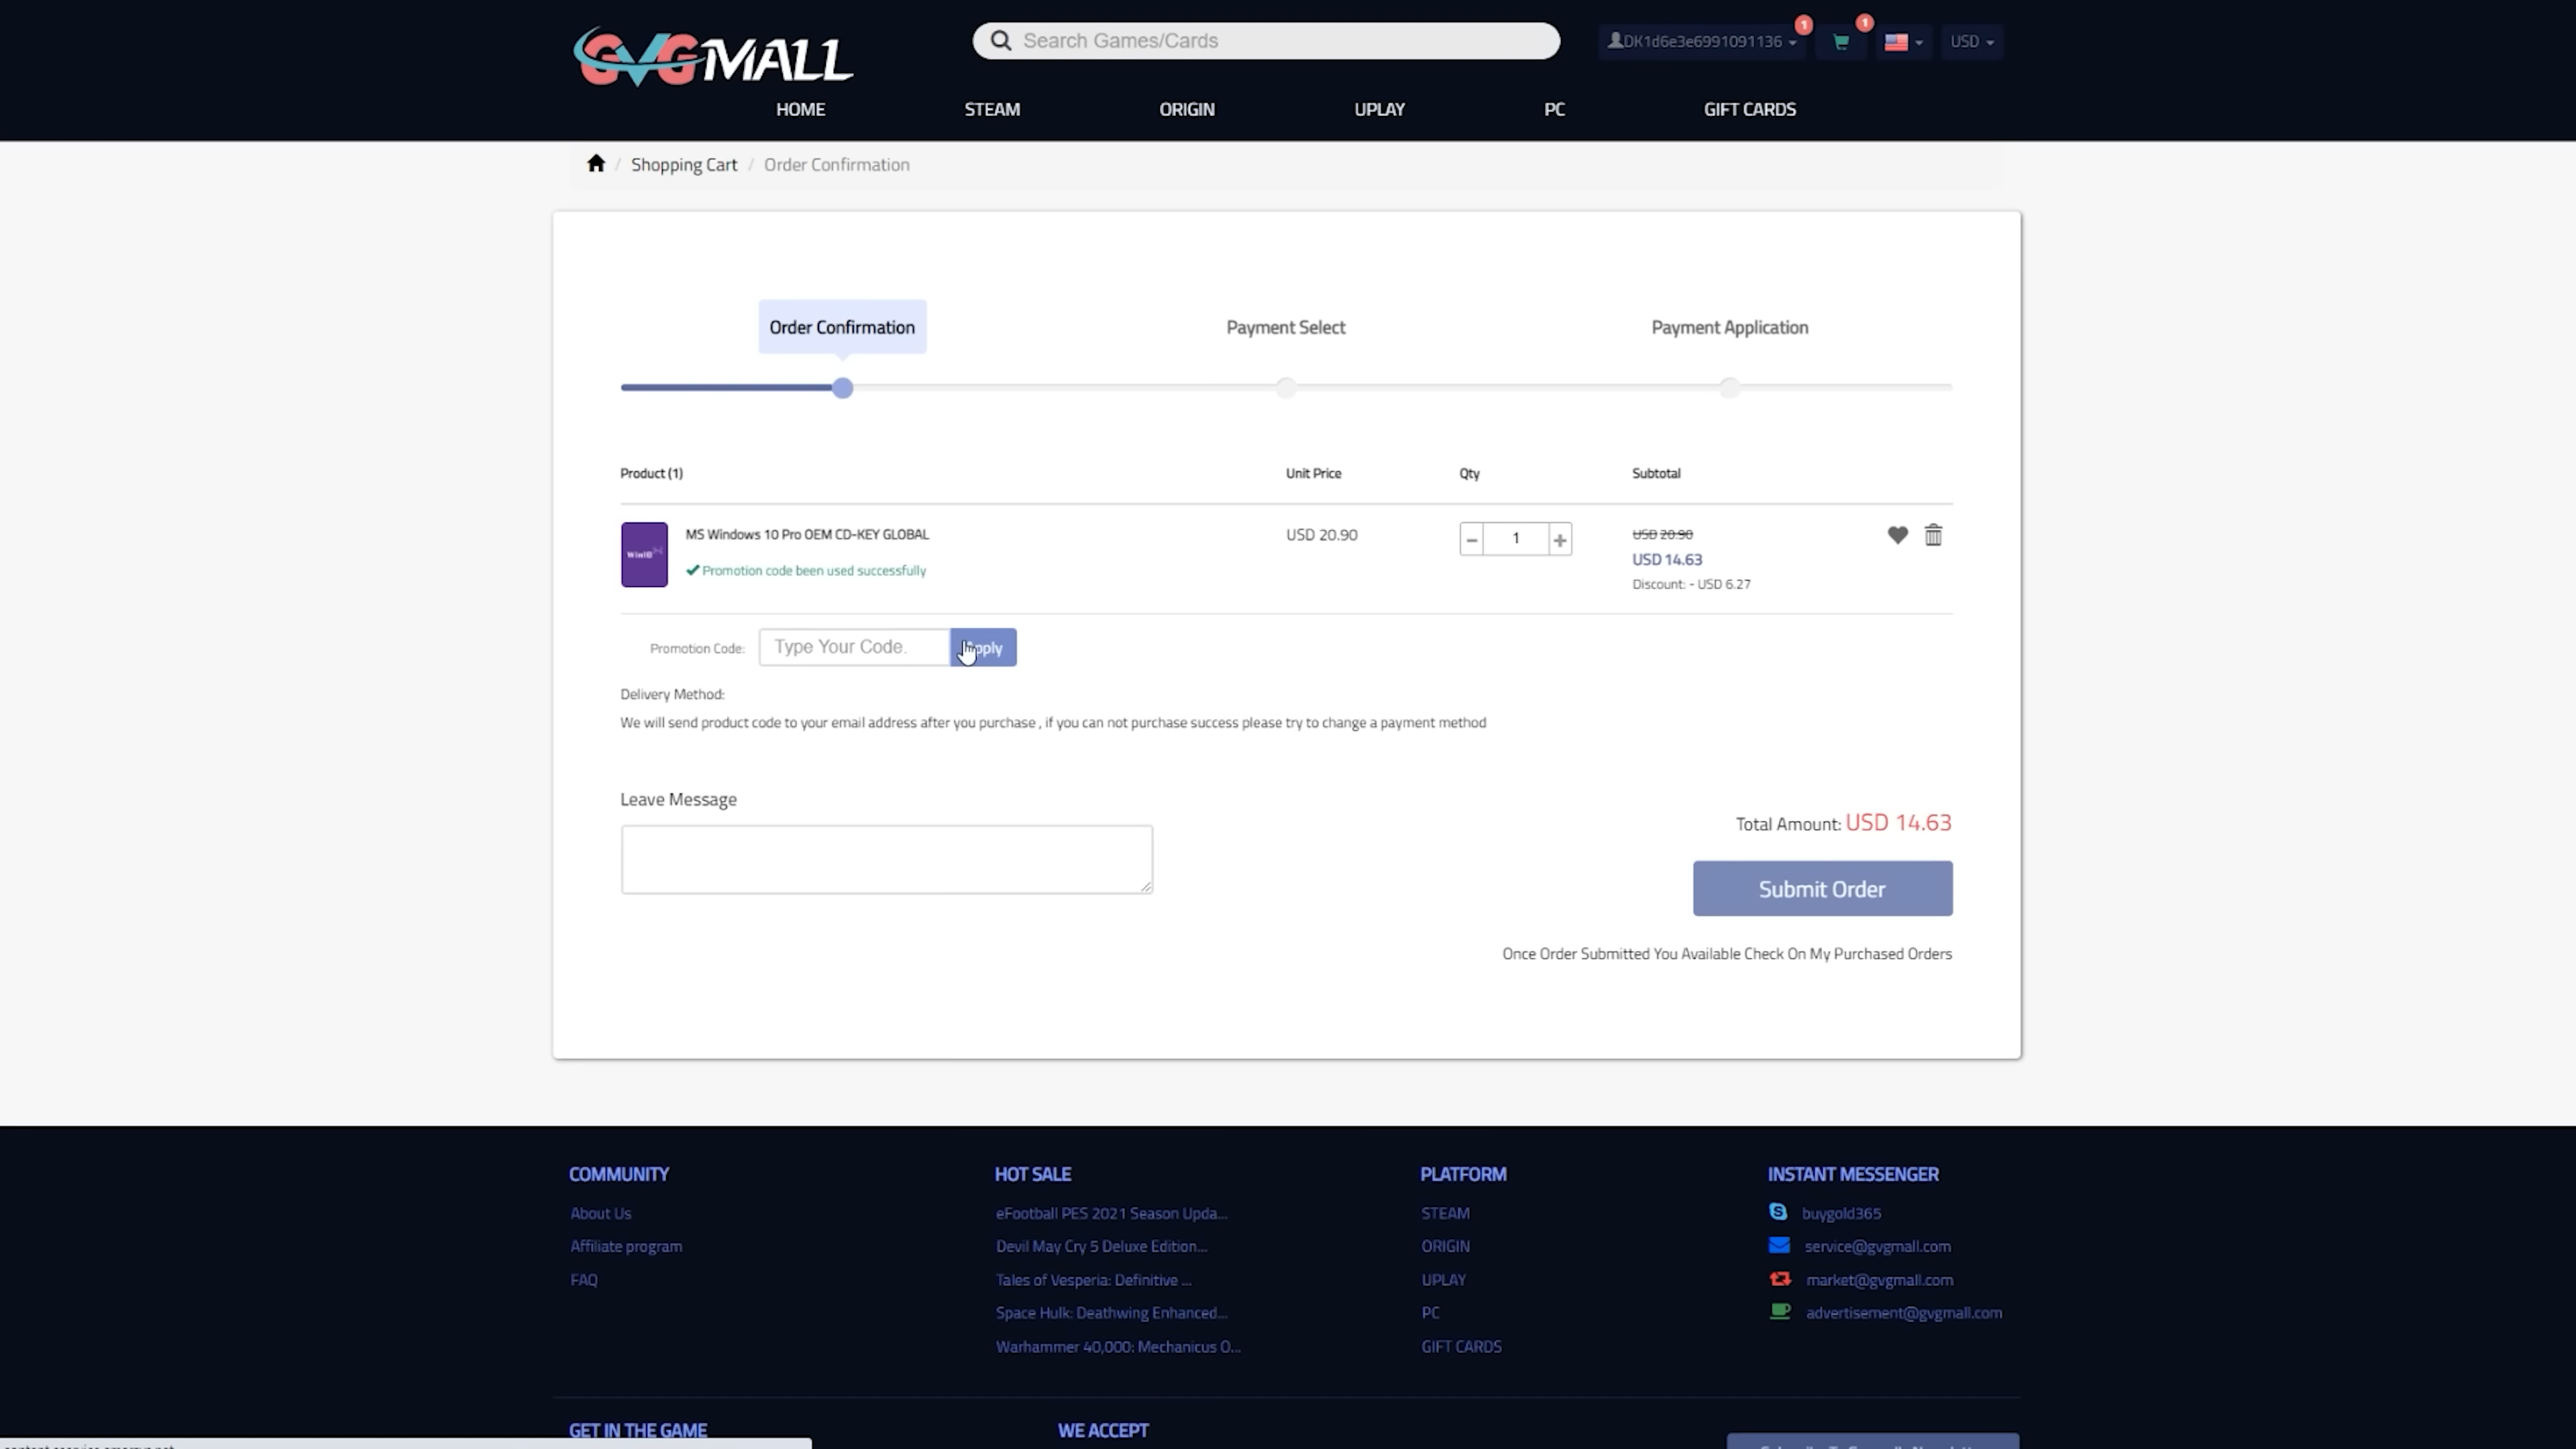 GVGMALL
Search Games/Cards
DK1d6e3e6991091136
1
1
USD
HOME
STEAM
ORIGIN
UPLAY
PC
GIFT CARDS
/ Shopping Cart / Order Confirmation
Order Confirmation
Payment Select
Payment Application
Product (1)
Unit Price
Qty
Subtotal
Win10
MS Windows 10 Pro OEM CD-KEY GLOBAL
Promotion code been used successfully
USD 20.90
− 1 +
USD 20.90
USD 14.63
Discount: - USD 6.27
Promotion Code:
Type Your Code.
Apply
Delivery Method:
We will send product code to your email address after you purchase , if you can not purchase success please try to change a payment method
Leave Message
Total Amount: USD 14.63
Submit Order
Once Order Submitted You Available Check On My Purchased Orders
COMMUNITY
About Us
Affiliate program
FAQ
HOT SALE
eFootball PES 2021 Season Upda...
Devil May Cry 5 Deluxe Edition...
Tales of Vesperia: Definitive ...
Space Hulk: Deathwing Enhanced...
Warhammer 40,000: Mechanicus O...
PLATFORM
STEAM
ORIGIN
UPLAY
PC
GIFT CARDS
INSTANT MESSENGER
buygold365
service@gvgmall.com
market@gvgmall.com
advertisement@gvgmall.com
GET IN THE GAME
WE ACCEPT